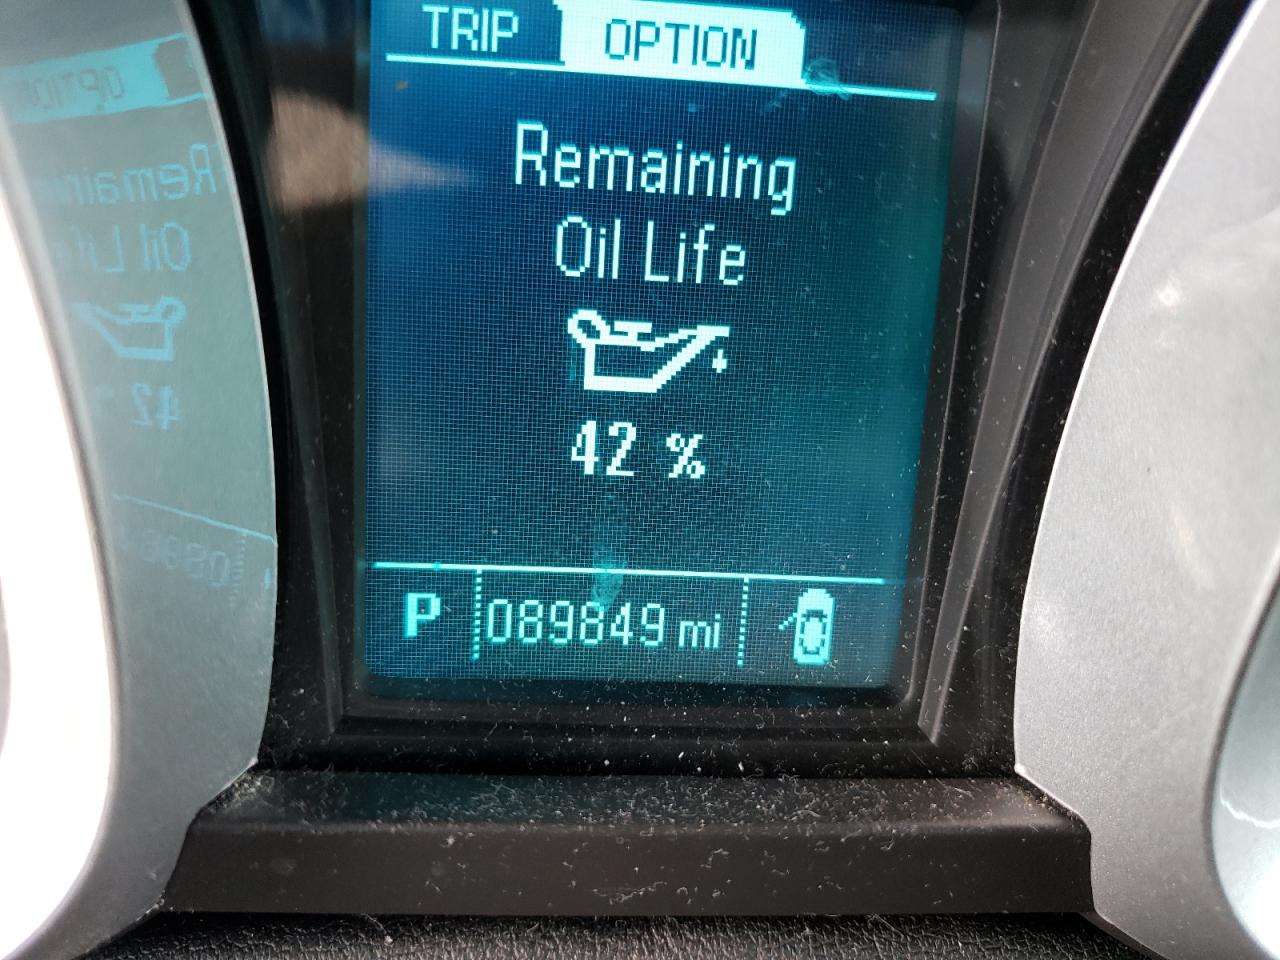 TRIP OPTION
Remaining
Oil Life
42 %
P 089849 mi